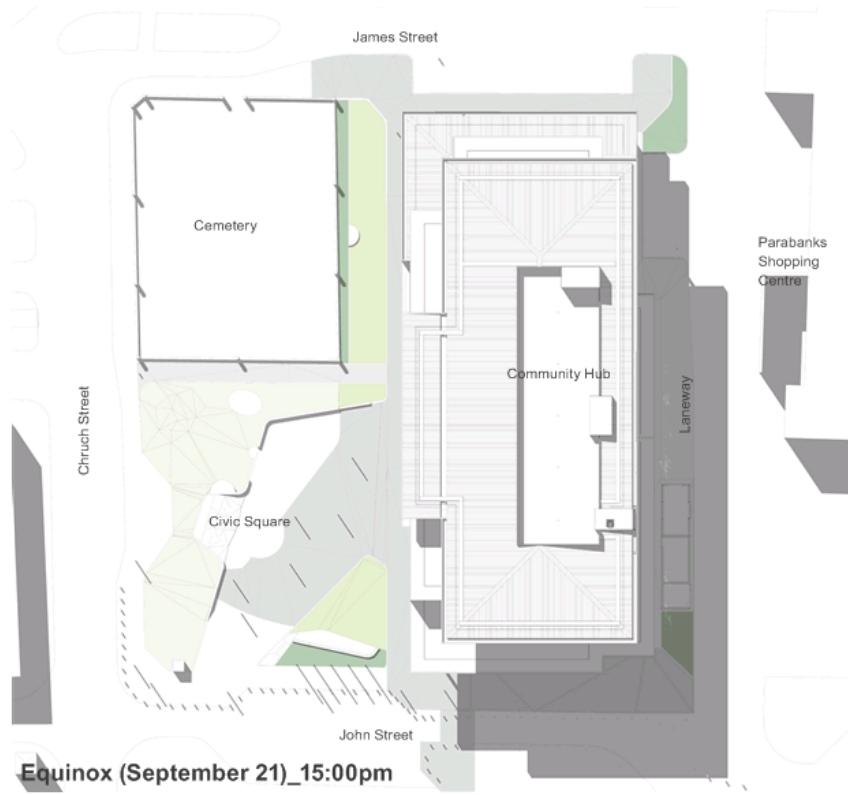 James Street
Cemetery
Parabanks
Shopping
Centre
Community Hub
Chruch Street
Laneway
Civic Square
John Street
Equinox (September 21)_15:00pm